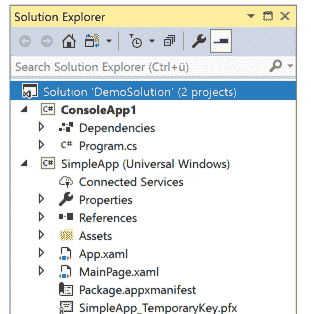 Solution Explorer
Search Solution Explorer (Ctrl+ü)
Solution 'DemoSolution' (2 projects)
ConsoleApp1
Dependencies
C# Program.cs
SimpleApp (Universal Windows)
Connected Services
Properties
References
Assets
App.xaml
MainPage.xaml
Package.appxmanifest
SimpleApp_TemporaryKey.pfx